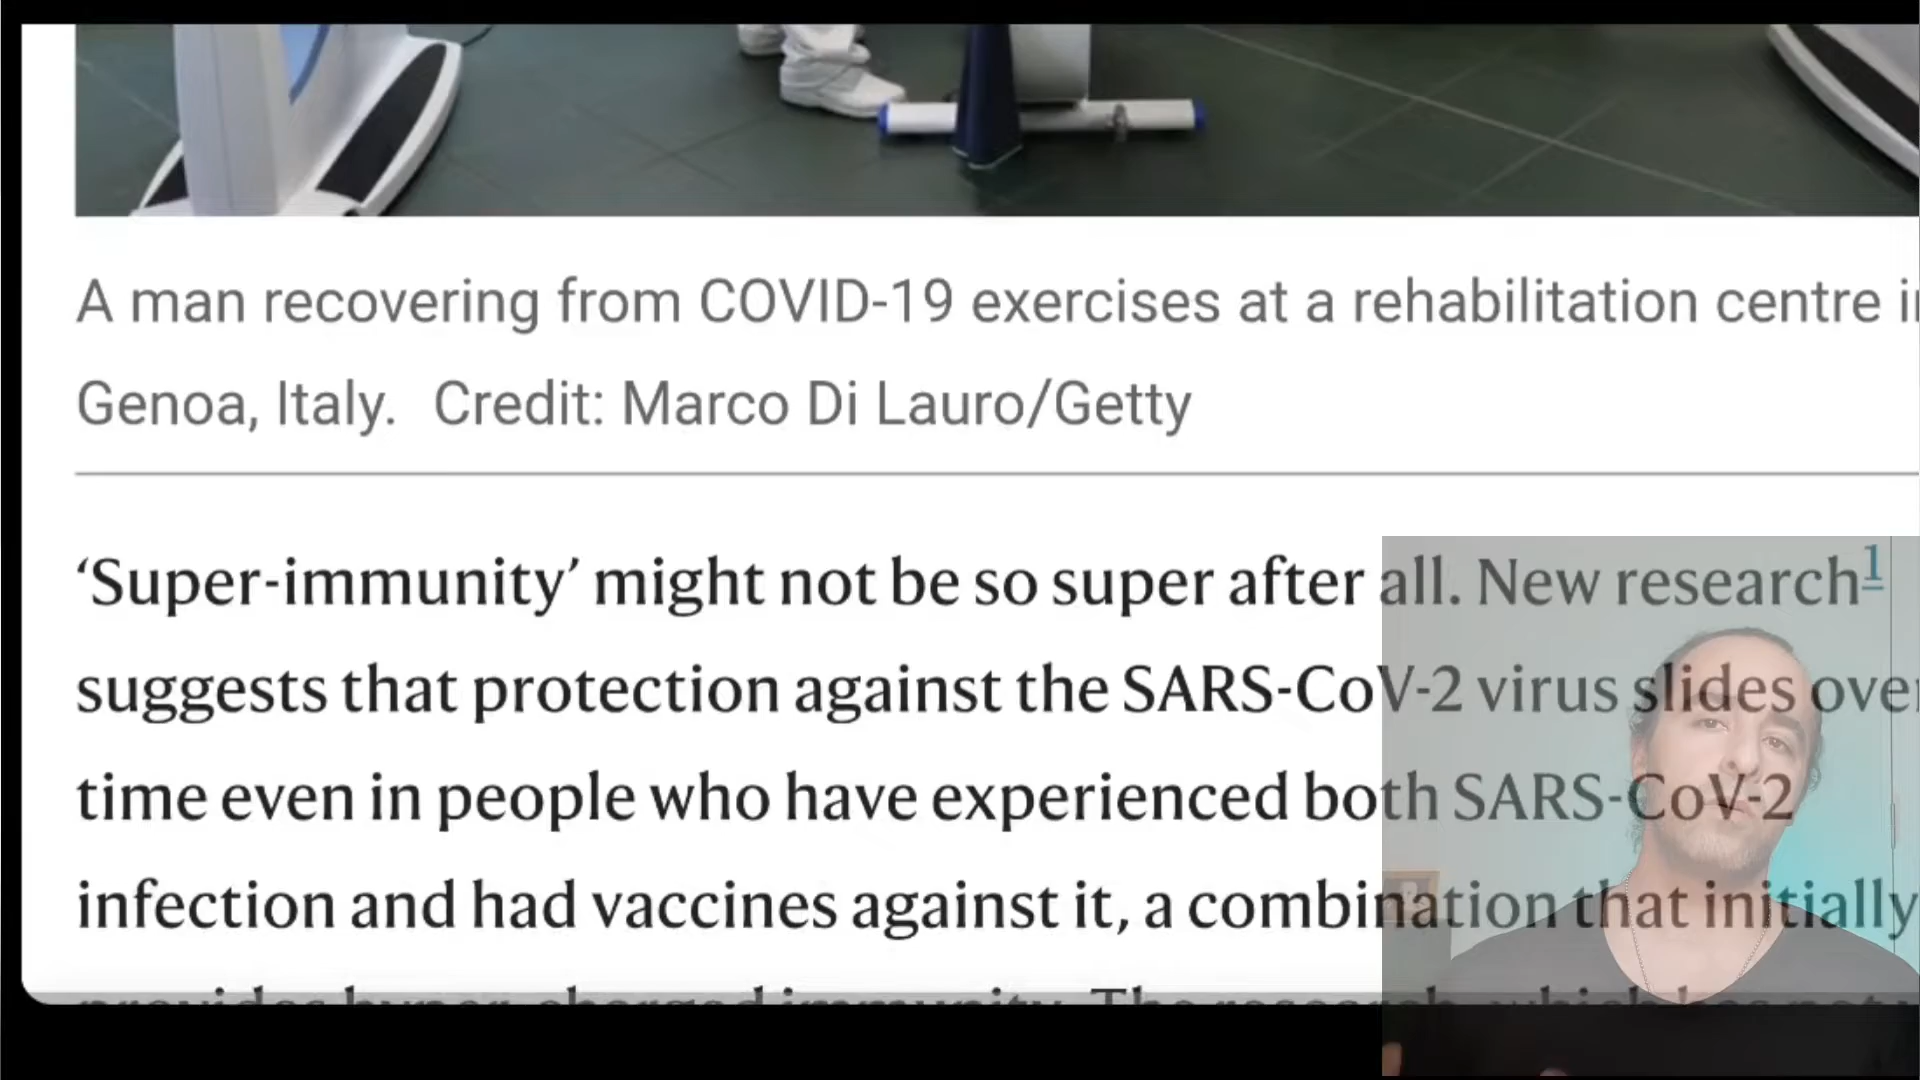 A man recovering from COVID-19 exercises at a rehabilitation centre
Genoa, Italy. Credit: Marco Di Lauro/Getty
‘Super-immunity’ might not be so super after all. New research1
suggests that protection against the SARS-CoV-2 virus slides over
time even in people who have experienced both SARS-CoV-2
infection and had vaccines against it, a combination that initially